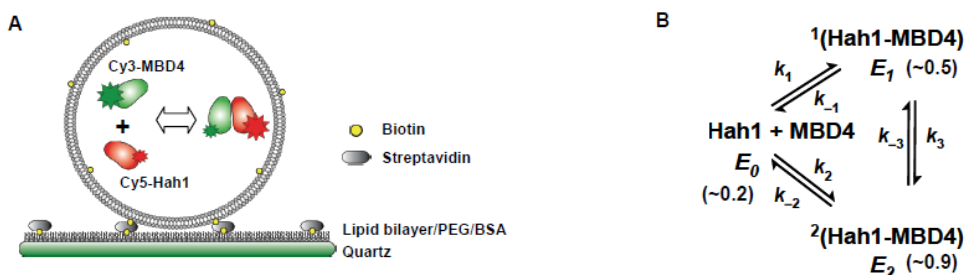 A
Cy3-MBD4
+
Cy5-Hah1
Biotin
Streptavidin
Lipid bilayer/PEG/BSA
Quartz
B
¹(Hah1-MBD4)
E₁ (~0.5)
k₁
k₋₁
Hah1 + MBD4
E₀
(~0.2)
k₋₃
k₃
k₂
k₋₂
²(Hah1-MBD4)
E₂ (~0.9)